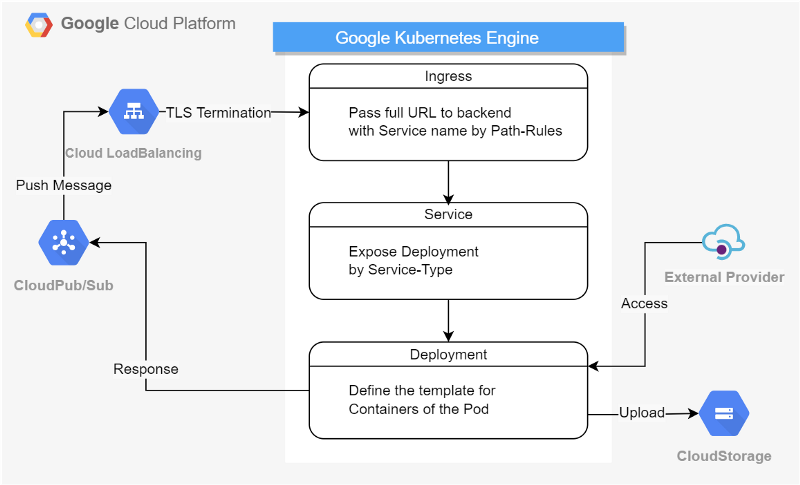 Google Cloud Platform
Google Kubernetes Engine
Ingress
Pass full URL to backend
with Service name by Path-Rules
TLS Termination
Cloud LoadBalancing
Push Message
CloudPub/Sub
Service
Expose Deployment
by Service-Type
External Provider
Access
Deployment
Define the template for
Containers of the Pod
Response
Upload
CloudStorage